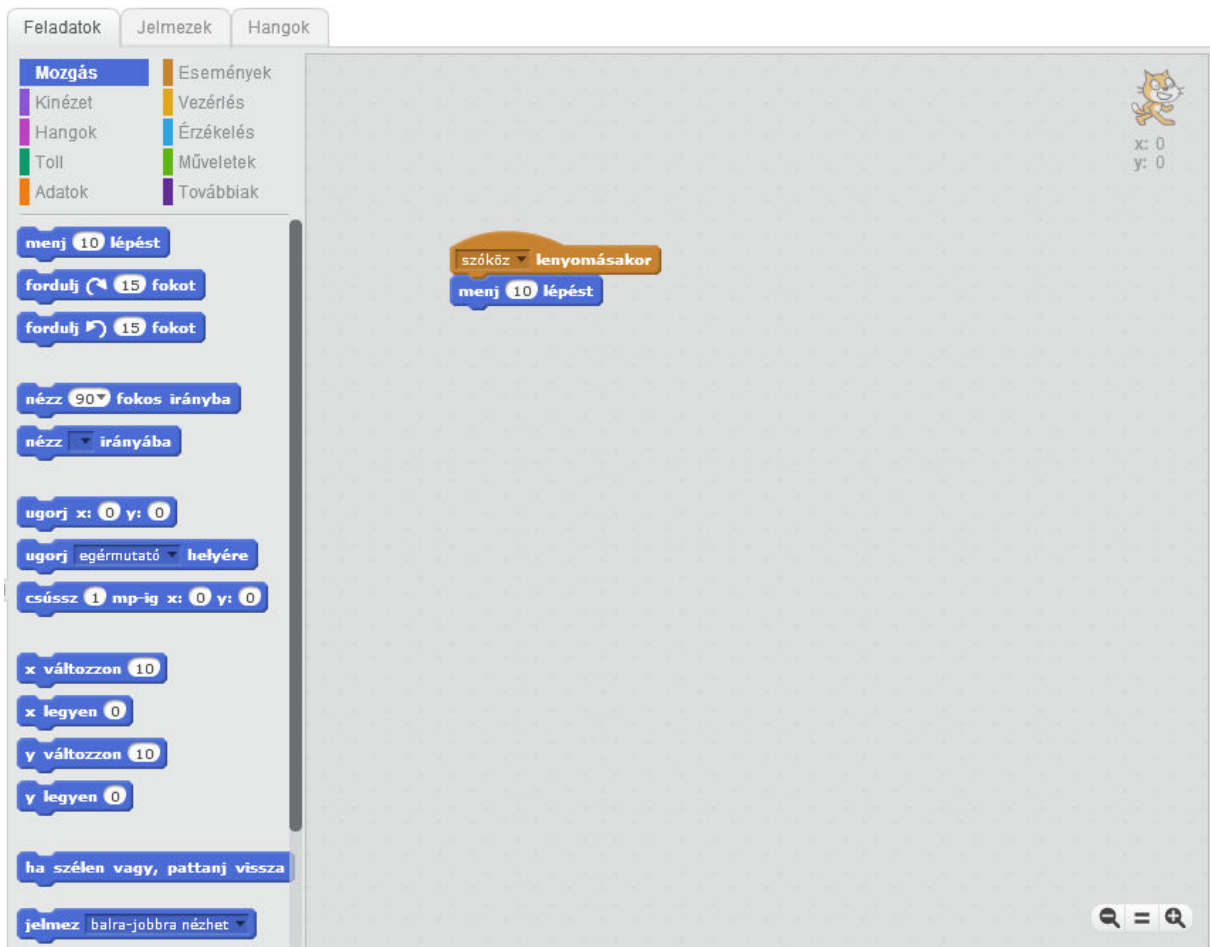 Feladatok Jelmezek Hangok
Mozgás Események
Kinézet Vezérlés
Hangok Érzékelés
Toll Műveletek
Adatok Továbbiak
menj 10 lépést
fordulj 15 fokot
fordulj 15 fokot
nézz 90 fokos irányba
nézz irányába
ugorj x: 0 y: 0
ugorj egérmutató helyére
csússz 1 mp-ig x: 0 y: 0
x változzon 10
x legyen 0
y változzon 10
y legyen 0
ha szélen vagy, pattanj vissza
jelmez balra-jobbra nézhet
szóköz lenyomásakor
menj 10 lépést
x: 0
y: 0